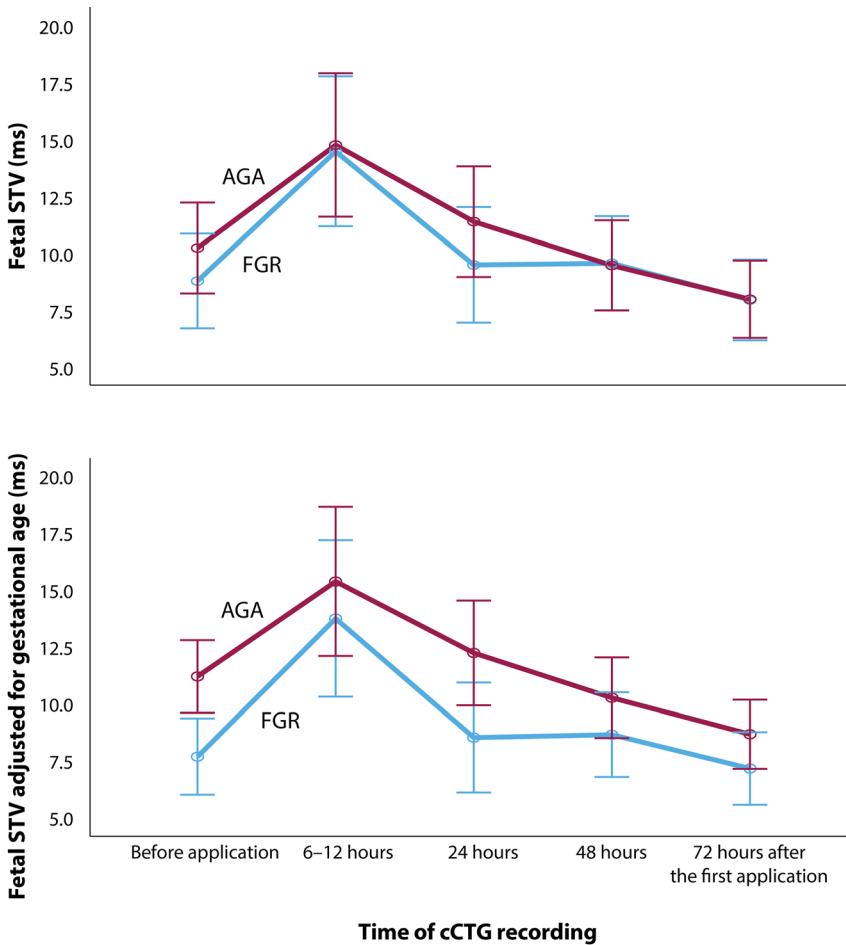 Fetal STV (ms)
20.0
17.5
15.0
12.5
10.0
7.5
5.0
AGA
FGR
Fetal STV adjusted for gestational age (ms)
20.0
17.5
15.0
12.5
10.0
7.5
5.0
AGA
FGR
Before application
6–12 hours
24 hours
48 hours
72 hours after
the first application
Time of cCTG recording